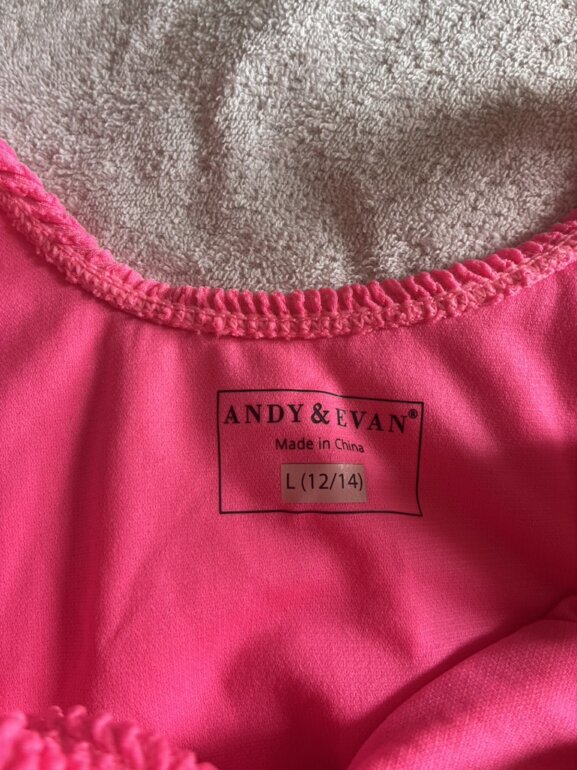 ANDY & EVAN®
Made in China
L (12/14)